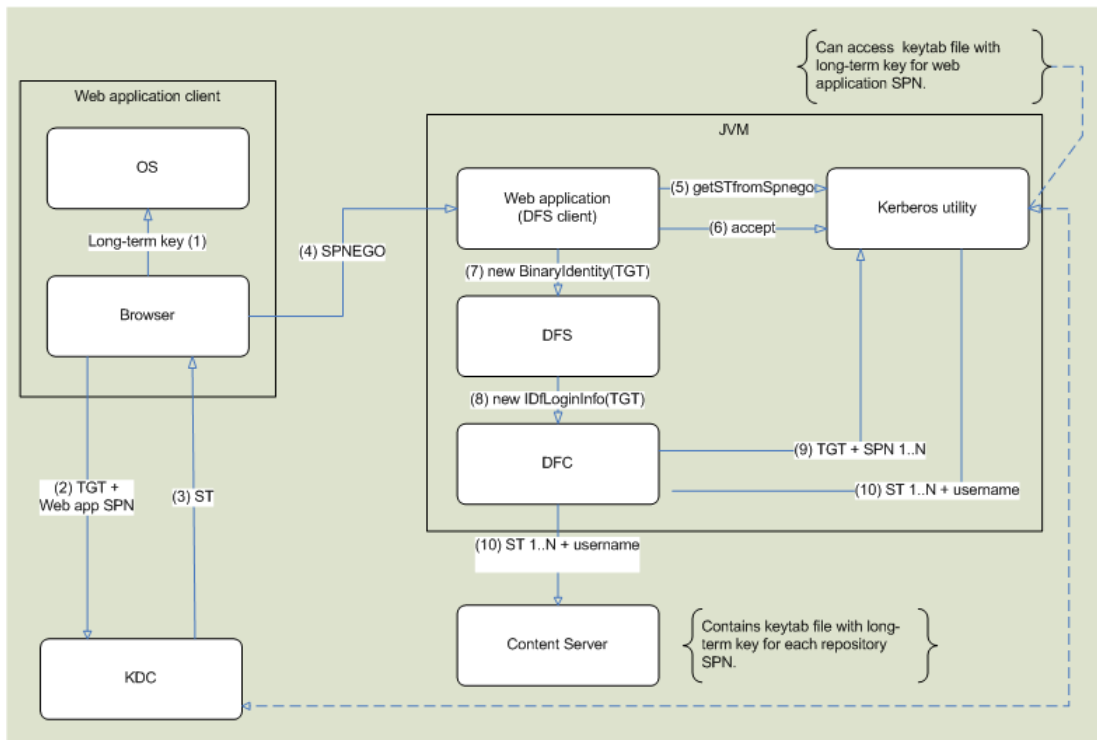 Can access keytab file with
long-term key for web
application SPN.
Web application client
JVM
OS
Web application
(DFS client)
(5) getSTfromSpnego
Kerberos utility
(6) accept
Long-term key (1)
(4) SPNEGO
(7) new BinaryIdentity(TGT)
Browser
DFS
(8) new IDfLoginInfo(TGT)
DFC
(9) TGT + SPN 1..N
(2) TGT +
Web app SPN
(3) ST
(10) ST 1..N + username
(10) ST 1..N + username
Content Server
Contains keytab file with long-
term key for each repository
SPN.
KDC